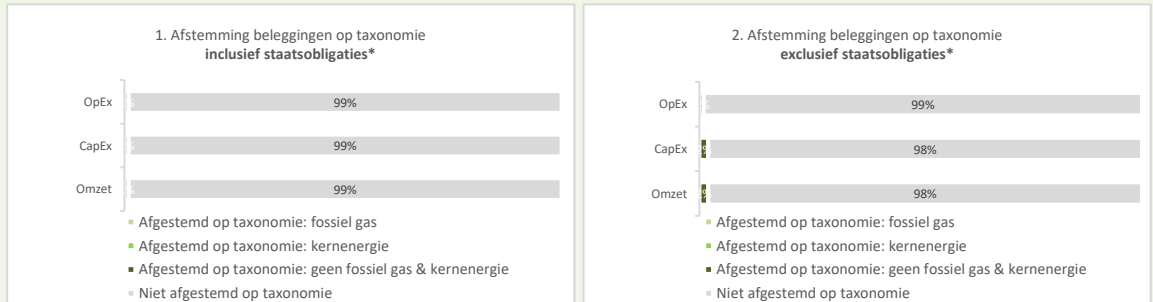 1. Afstemming beleggingen op taxonomie
inclusief staatsobligaties*
OpEx
99%
CapEx
99%
Omzet
99%
Afgestemd op taxonomie: fossiel gas
Afgestemd op taxonomie: kernenergie
Afgestemd op taxonomie: geen fossiel gas & kernenergie
Niet afgestemd op taxonomie
2. Afstemming beleggingen op taxonomie
exclusief staatsobligaties*
OpEx
99%
CapEx
98%
Omzet
98%
Afgestemd op taxonomie: fossiel gas
Afgestemd op taxonomie: kernenergie
Afgestemd op taxonomie: geen fossiel gas & kernenergie
Niet afgestemd op taxonomie